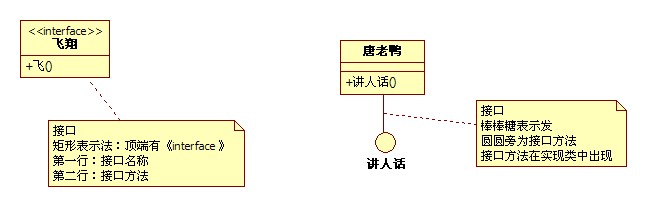 <<interface>>
飞翔
+飞()
接口
矩形表示法：顶端有《interface 》
第一行：接口名称
第二行：接口方法
唐老鸭
+讲人话()
讲人话
接口
棒棒糖表示发
圆圆旁为接口方法
接口方法在实现类中出现